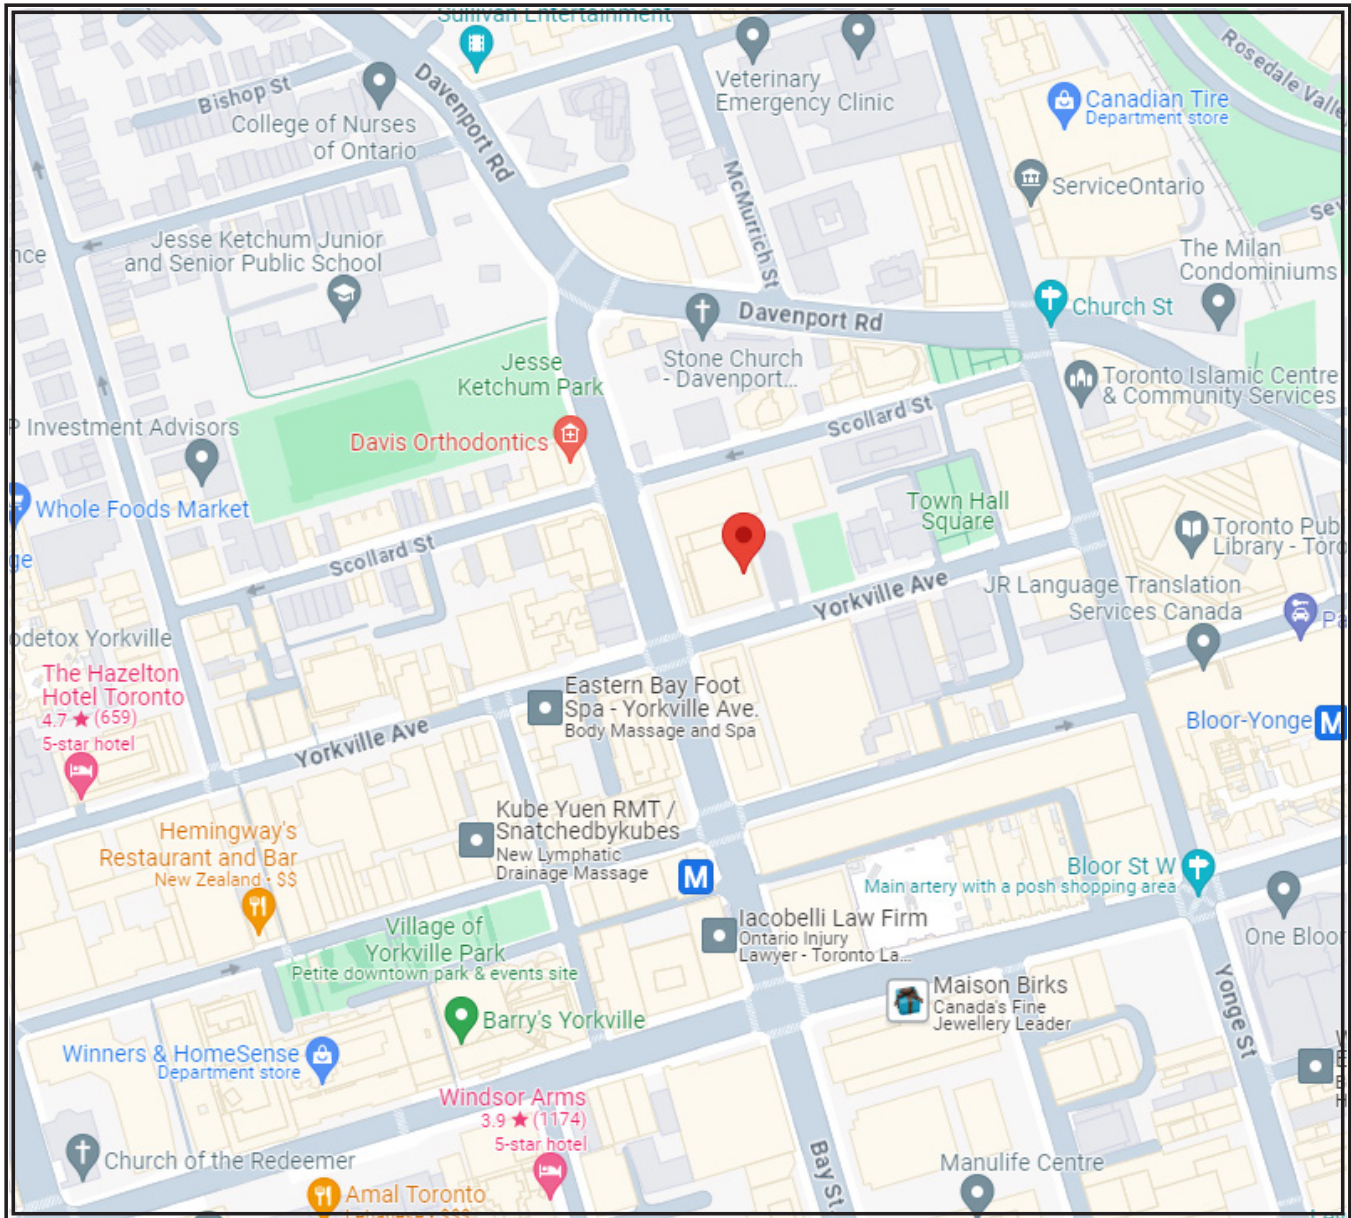 Sullivan Entertainment
Bishop St
College of Nurses
of Ontario
Davenport Rd
Veterinary
Emergency Clinic
Canadian Tire
Department store
Rosedale Valley
ServiceOntario
McMurrich St
Jesse Ketchum Junior
and Senior Public School
The Milan
Condominiums
Church St
Davenport Rd
Stone Church
- Davenport...
Jesse
Ketchum Park
Toronto Islamic Centre
& Community Services
Scollard St
P Investment Advisors
Davis Orthodontics
Whole Foods Market
Town Hall
Square
Toronto Pub
Library - Toro
Scollard St
Yorkville Ave
JR Language Translation
Services Canada
Pa
odetox Yorkville
The Hazelton
Hotel Toronto
4.7 ★ (659)
5-star hotel
Eastern Bay Foot
Spa - Yorkville Ave.
Body Massage and Spa
Yorkville Ave
Bloor-Yonge M
Kube Yuen RMT /
Snatchedbykubes
New Lymphatic
Drainage Massage
Hemingway's
Restaurant and Bar
New Zealand • $$
M
Bloor St W
Main artery with a posh shopping area
Iacobelli Law Firm
Ontario Injury
Lawyer - Toronto La...
Village of
Yorkville Park
Petite downtown park & events site
One Bloor
Maison Birks
Canada's Fine
Jewellery Leader
Barry's Yorkville
Yonge St
Winners & HomeSense
Department store
Windsor Arms
3.9 ★ (1174)
5-star hotel
Church of the Redeemer
Bay St
Manulife Centre
Amal Toronto